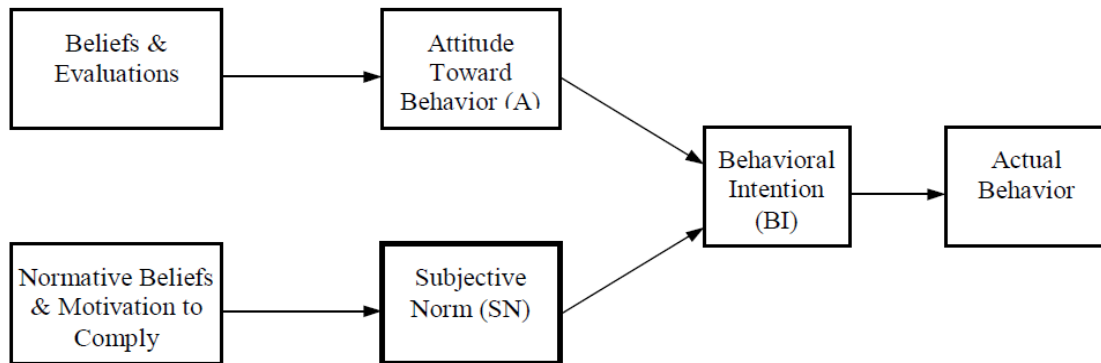 Beliefs &
Evaluations
Attitude
Toward
Behavior (A)
Behavioral
Intention
(BI)
Actual
Behavior
Normative Beliefs
& Motivation to
Comply
Subjective
Norm (SN)